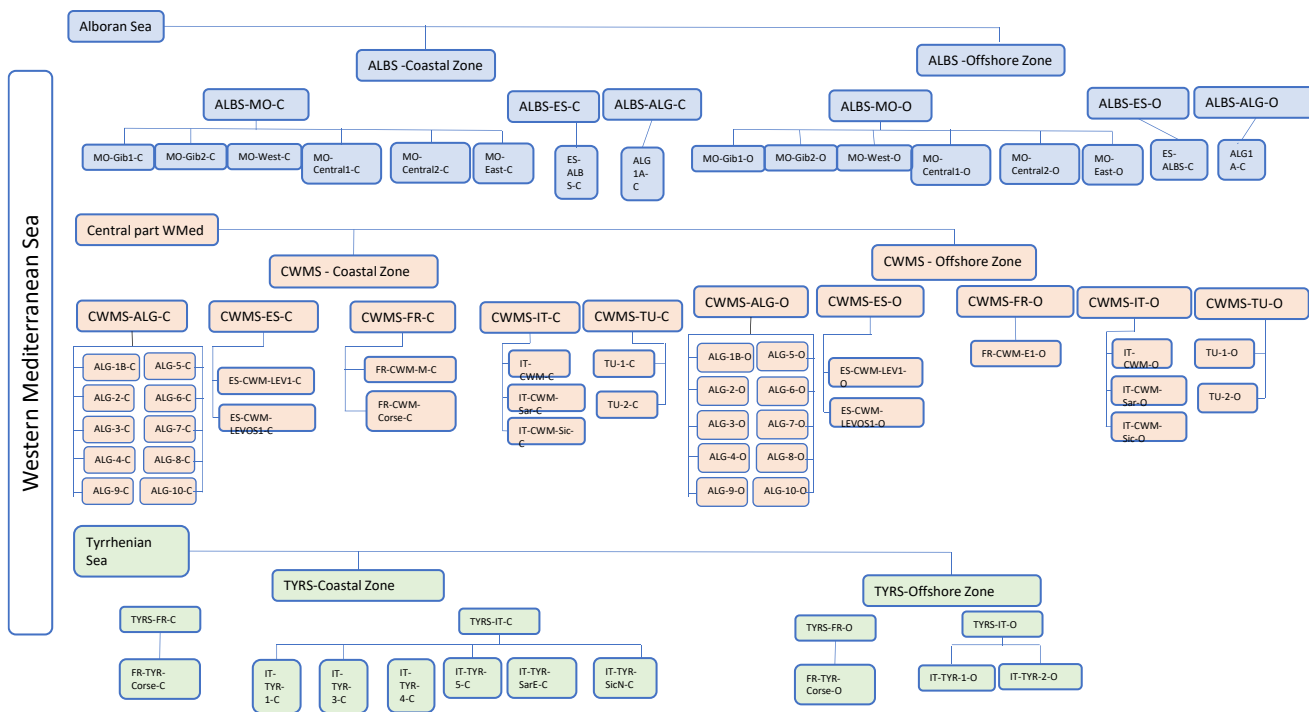 Western Mediterranean Sea
Alboran Sea
ALBS -Coastal Zone
ALBS -Offshore Zone
ALBS-MO-C
ALBS-ES-C
ALBS-ALG-C
ALBS-MO-O
ALBS-ES-O
ALBS-ALG-O
MO-Gib1-C
MO-Gib2-C
MO-West-C
MO-
Central1-C
MO-
Central2-C
MO-
East-C
ES-
ALB
S-C
ALG
1A-
C
MO-Gib1-O
MO-Gib2-O
MO-West-O
MO-
Central1-O
MO-
Central2-O
MO-
East-O
ES-
ALBS-C
ALG1
A-C
Central part WMed
CWMS - Coastal Zone
CWMS - Offshore Zone
CWMS-ALG-C
CWMS-ES-C
CWMS-FR-C
CWMS-IT-C
CWMS-TU-C
CWMS-ALG-O
CWMS-ES-O
CWMS-FR-O
CWMS-IT-O
CWMS-TU-O
ALG-1B-C
ALG-5-C
ALG-2-C
ALG-6-C
ALG-3-C
ALG-7-C
ALG-4-C
ALG-8-C
ALG-9-C
ALG-10-C
ES-CWM-LEV1-C
ES-CWM-
LEVOS1-C
FR-CWM-M-C
FR-CWM-
Corse-C
IT-
CWM-C
IT-CWM-
Sar-C
IT-CWM-Sic-
C
TU-1-C
TU-2-C
ALG-1B-O
ALG-5-O
ALG-2-O
ALG-6-O
ALG-3-O
ALG-7-O
ALG-4-O
ALG-8-O
ALG-9-O
ALG-10-O
ES-CWM-LEV1-
O
ES-CWM-
LEVOS1-O
FR-CWM-E1-O
IT-
CWM-O
IT-CWM-
Sar-O
IT-CWM-
Sic-O
TU-1-O
TU-2-O
Tyrrhenian
Sea
TYRS-Coastal Zone
TYRS-Offshore Zone
TYRS-FR-C
TYRS-IT-C
TYRS-FR-O
TYRS-IT-O
FR-TYR-
Corse-C
IT-
TYR-
1-C
IT-
TYR-
3-C
IT-
TYR-
4-C
IT-TYR-
5-C
IT-TYR-
SarE-C
IT-TYR-
SicN-C
FR-TYR-
Corse-O
IT-TYR-1-O
IT-TYR-2-O